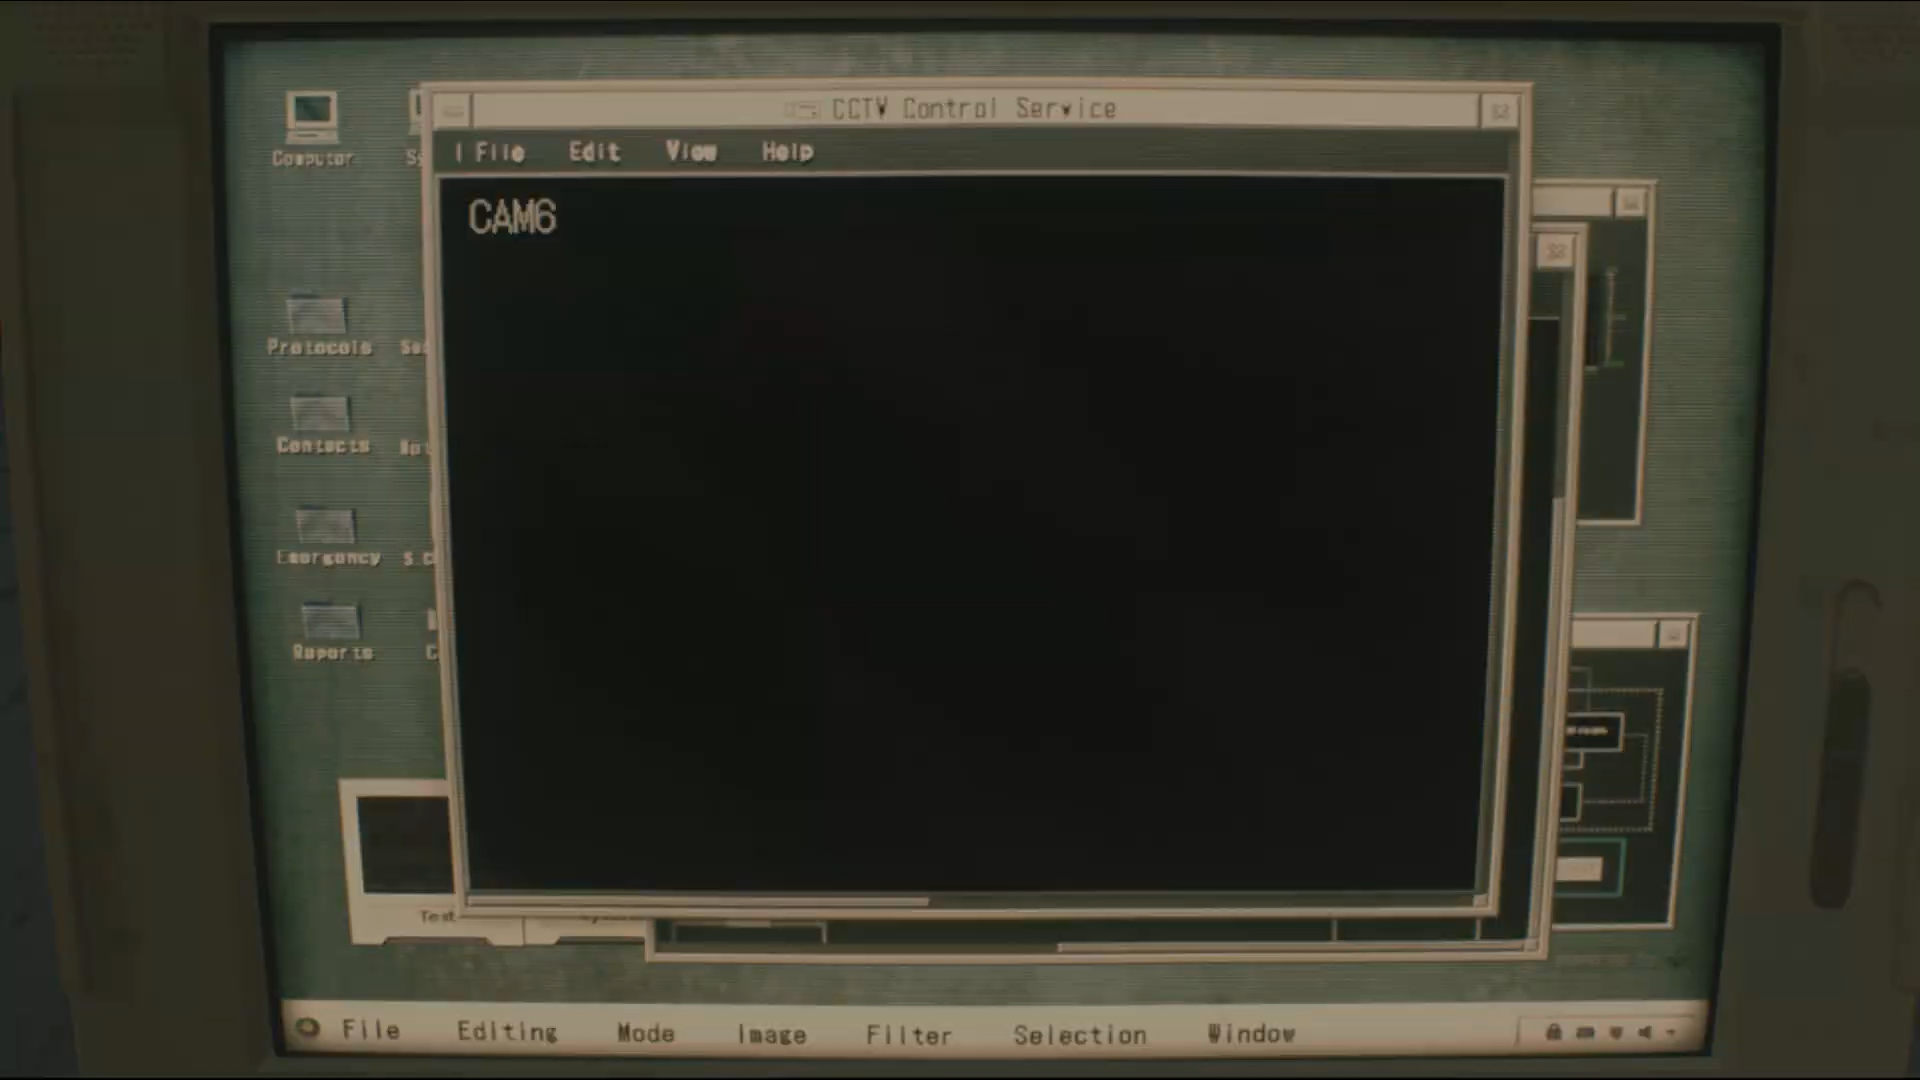 CCTV Control Service
File Edit View Help
CAM6
Computer
Protocols
Contacts
Emergency
Reports
Text
File Editing Mode Image Filter Selection Window